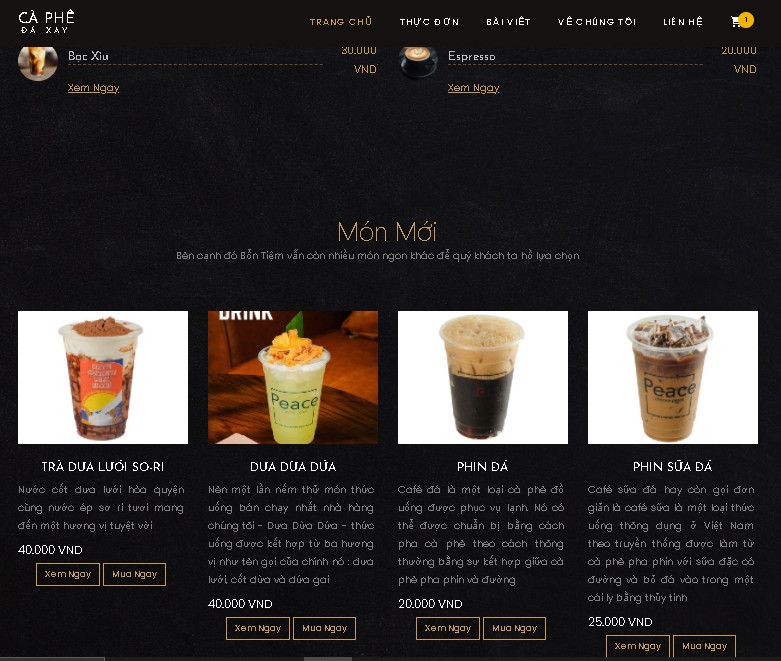 CÀ PHÊ
ĐÁ XAY
TRANG CHỦ
THỰC ĐƠN
BÀI VIẾT
VỀ CHÚNG TÔI
LIÊN HỆ
1
Bạc Xỉu
30.000
VND
Xem Ngay
Espresso
20.000
VND
Xem Ngay
Món Mới
Bên cạnh đó Bổn Tiệm vẫn còn nhiều món ngon khác để quý khách ta hồ lựa chọn
DRINK
Peace
Peace
TRÀ DƯA LƯỚI SO-RI
Nước cốt dưa lưới hòa quyện
cùng nước ép sơ ri tươi mang
đến một hương vị tuyệt vời
40.000 VND
Xem Ngay
Mua Ngay
DƯA DỪA DỨA
Nên một lần nếm thử món thức
uống bán chạy nhất nhà hàng
chúng tôi - Dưa Dừa Dứa - thức
uống được kết hợp từ ba hương
vị như tên gọi của chính nó : dưa
lưới, cốt dừa và dứa gai
40.000 VND
Xem Ngay
Mua Ngay
PHIN ĐÁ
Café đá là một loại cà phê đồ
uống được phục vụ lạnh. Nó có
thể được chuẩn bị bằng cách
pha cà phê theo cách thông
thường bằng sự kết hợp giữa cà
phê pha phin và đường
20.000 VND
Xem Ngay
Mua Ngay
PHIN SỮA ĐÁ
Café sữa đá hay còn gọi đơn
giản là café sữa là một loại thức
uống thông dụng ở Việt Nam
theo truyền thống được làm từ
cà phê pha phin với sữa đặc có
đường và bỏ đá vào trong một
cái ly bằng thủy tinh
25.000 VND
Xem Ngay
Mua Ngay